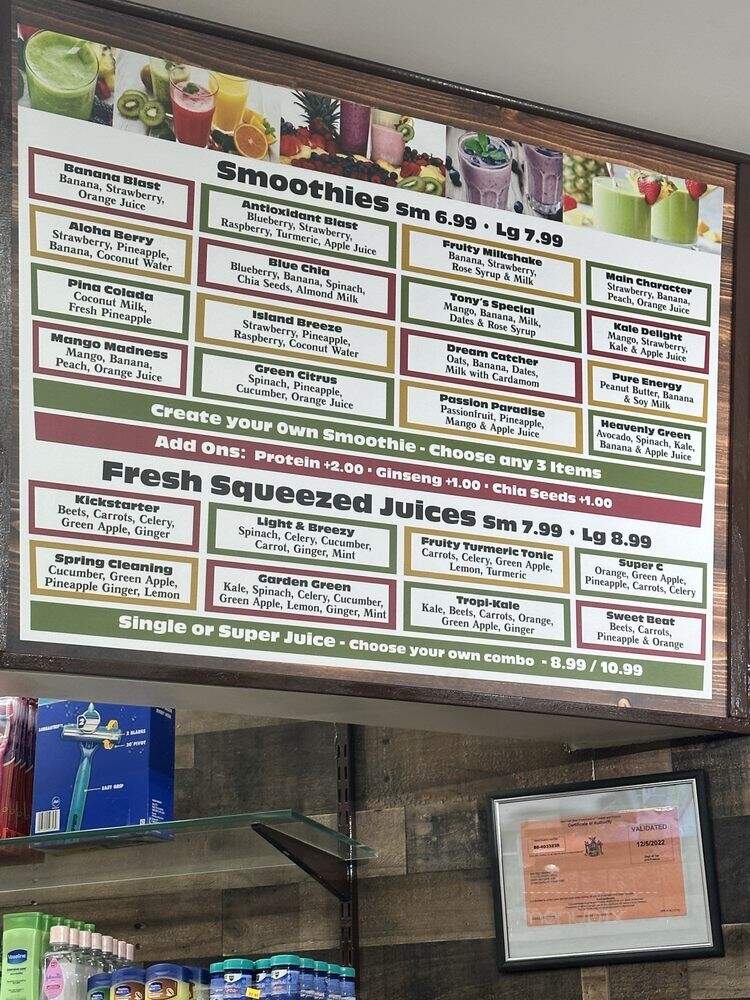 Smoothies Sm 6.99 · Lg 7.99
Banana Blast
Banana, Strawberry,
Orange Juice
Aloha Berry
Strawberry, Pineapple,
Banana, Coconut Water
Pina Colada
Coconut Milk,
Fresh Pineapple
Mango Madness
Mango, Banana,
Peach, Orange Juice
Antioxidant Blast
Blueberry, Strawberry,
Raspberry, Turmeric, Apple Juice
Blue Chia
Blueberry, Banana, Spinach,
Chia Seeds, Almond Milk
Island Breeze
Strawberry, Pineapple,
Raspberry, Coconut Water
Green Citrus
Spinach, Pineapple,
Cucumber, Orange Juice
Fruity Milkshake
Banana, Strawberry,
Rose Syrup & Milk
Tony's Special
Mango, Banana, Milk,
Dates & Rose Syrup
Dream Catcher
Oats, Banana, Dates,
Milk with Cardamom
Passion Paradise
Passionfruit, Pineapple,
Mango & Apple Juice
Main Character
Strawberry, Banana,
Peach, Orange Juice
Kale Delight
Mango, Strawberry,
Kale & Apple Juice
Pure Energy
Peanut Butter, Banana
& Soy Milk
Heavenly Green
Avocado, Spinach, Kale,
Banana & Apple Juice
Create your Own Smoothie - Choose any 3 Items
Add Ons: Protein +2.00 · Ginseng +1.00 · Chia Seeds +1.00
Fresh Squeezed Juices Sm 7.99 · Lg 8.99
Kickstarter
Beets, Carrots, Celery,
Green Apple, Ginger
Spring Cleaning
Cucumber, Green Apple,
Pineapple Ginger, Lemon
Light & Breezy
Spinach, Celery, Cucumber,
Carrot, Ginger, Mint
Garden Green
Kale, Spinach, Celery, Cucumber,
Green Apple, Lemon, Ginger, Mint
Fruity Turmeric Tonic
Carrots, Celery, Green Apple,
Lemon, Turmeric
Tropi-Kale
Kale, Beets, Carrots, Orange,
Green Apple, Ginger
Super C
Orange, Green Apple,
Pineapple, Carrots, Celery
Sweet Beat
Beets, Carrots,
Pineapple & Orange
Single or Super Juice - Choose your own combo - 8.99 / 10.99
2
2 BLADES
20° PIVOT
EASY GRIP
Certificate of Authority
VALIDATED
12/5/2022
Vaseline